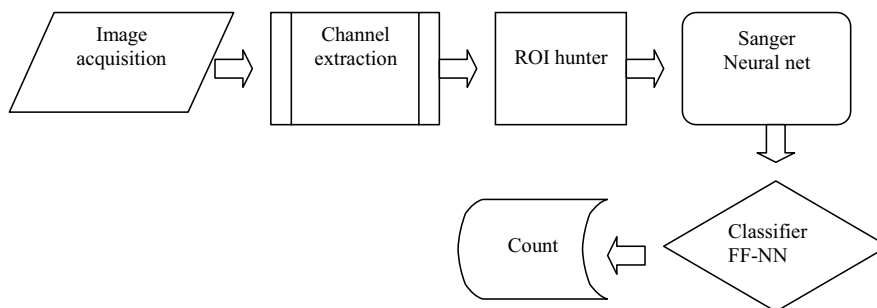 Image
acquisition
Channel
extraction
ROI hunter
Sanger
Neural net
Classifier
FF-NN
Count